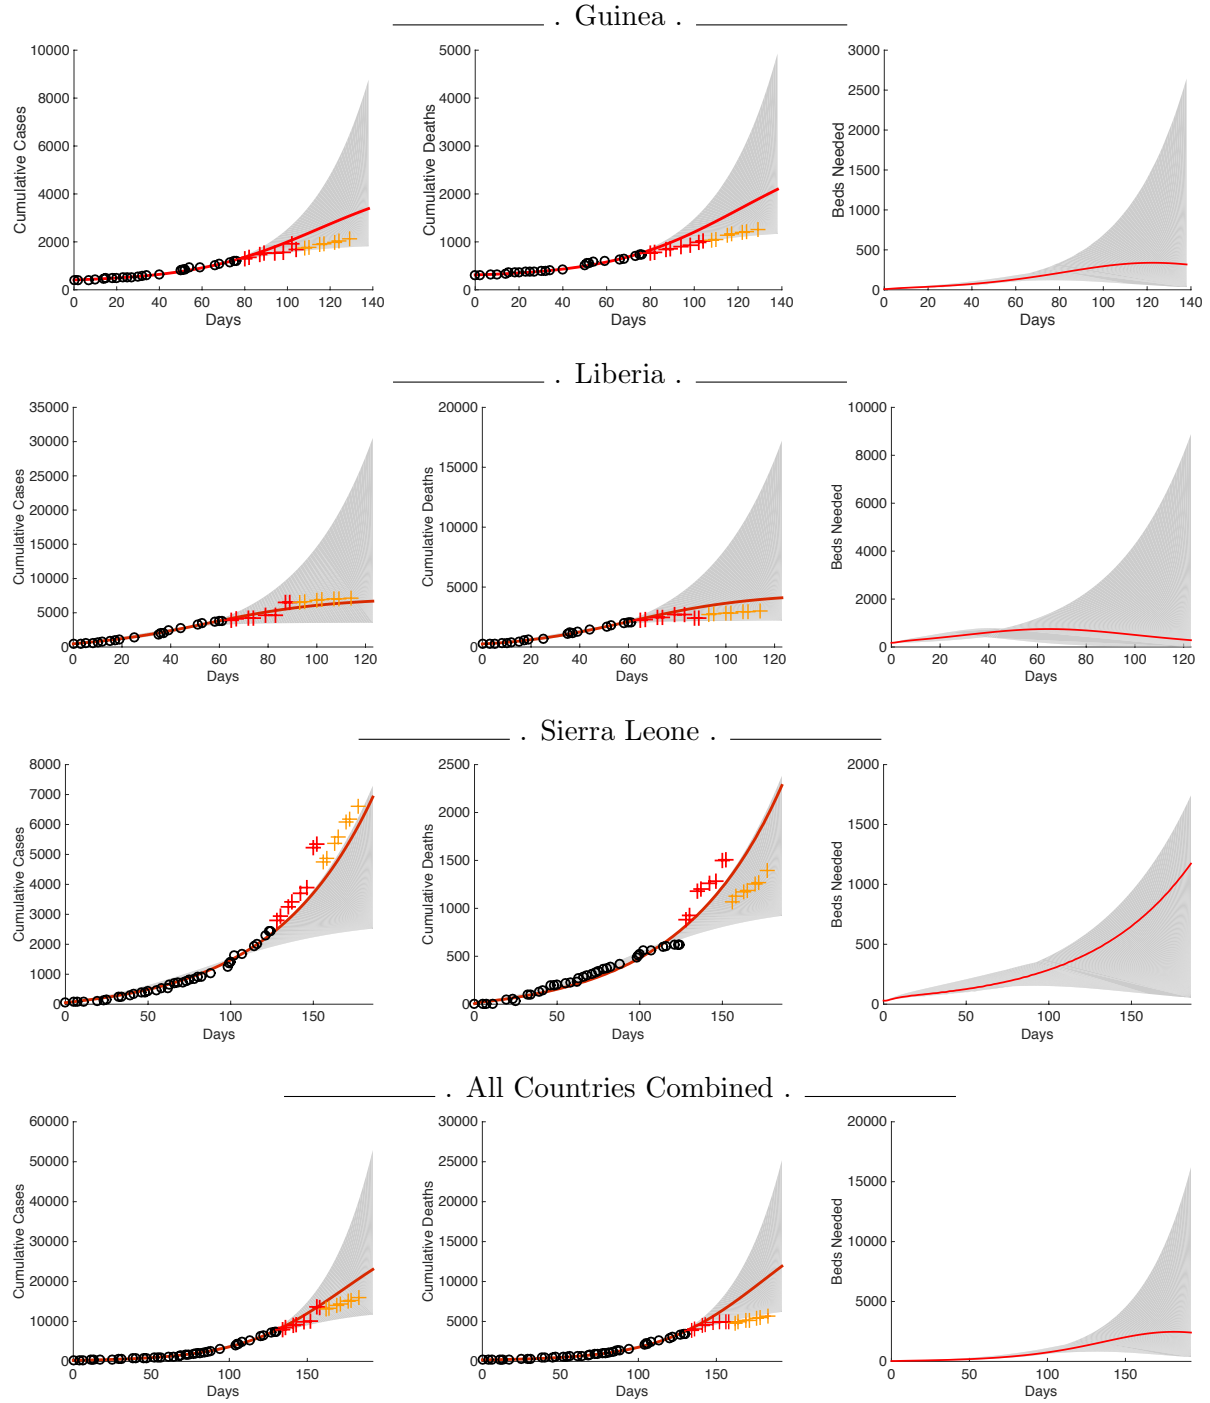 . Guinea .
10000
8000
6000
4000
2000
0
Cumulative Cases
0 20 40 60 80 100 120 140
Days
5000
4000
3000
2000
1000
0
Cumulative Deaths
0 20 40 60 80 100 120 140
Days
3000
2500
2000
1500
1000
500
0
Beds Needed
0 20 40 60 80 100 120 140
Days
. Liberia .
35000
30000
25000
20000
15000
10000
5000
0
Cumulative Cases
0 20 40 60 80 100 120
Days
20000
15000
10000
5000
0
Cumulative Deaths
0 20 40 60 80 100 120
Days
10000
8000
6000
4000
2000
0
Beds Needed
0 20 40 60 80 100 120
Days
. Sierra Leone .
8000
7000
6000
5000
4000
3000
2000
1000
0
Cumulative Cases
0 50 100 150
Days
2500
2000
1500
1000
500
0
Cumulative Deaths
0 50 100 150
Days
2000
1500
1000
500
0
Beds Needed
0 50 100 150
Days
. All Countries Combined .
60000
50000
40000
30000
20000
10000
0
Cumulative Cases
0 50 100 150
Days
30000
25000
20000
15000
10000
5000
0
Cumulative Deaths
0 50 100 150
Days
20000
15000
10000
5000
0
Beds Needed
0 50 100 150
Days